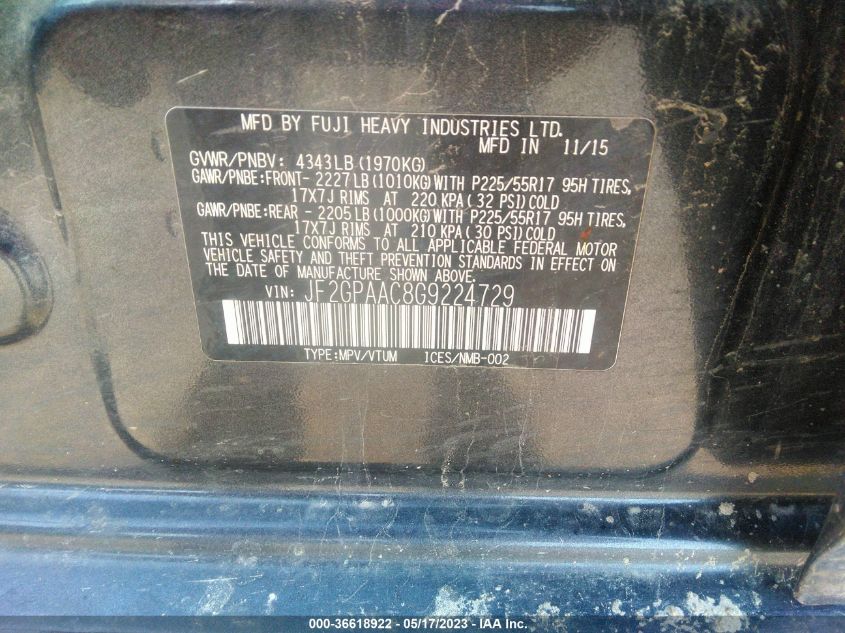 MFD BY FUJI HEAVY INDUSTRIES LTD.
MFD IN 11/15
GVWR/PNBV: 4343LB (1970KG)
GAWR/PNBE:FRONT- 2227LB (1010KG) WITH P225/55R17 95H TIRES,
17X7J RIMS AT 220 KPA (32 PSI) COLD
GAWR/PNBE:REAR - 2205LB (1000KG) WITH P225/55R17 95H TIRES,
17X7J RIMS AT 210 KPA (30 PSI) COLD
THIS VEHICLE CONFORMS TO ALL APPLICABLE FEDERAL MOTOR
VEHICLE SAFETY AND THEFT PREVENTION STANDARDS IN EFFECT ON
THE DATE OF MANUFACTURE SHOWN ABOVE.
VIN: JF2GPAAC8G9224729
TYPE:MPV/VTUM ICES/NMB-002
000-36618922 - 05/17/2023 - IAA Inc.